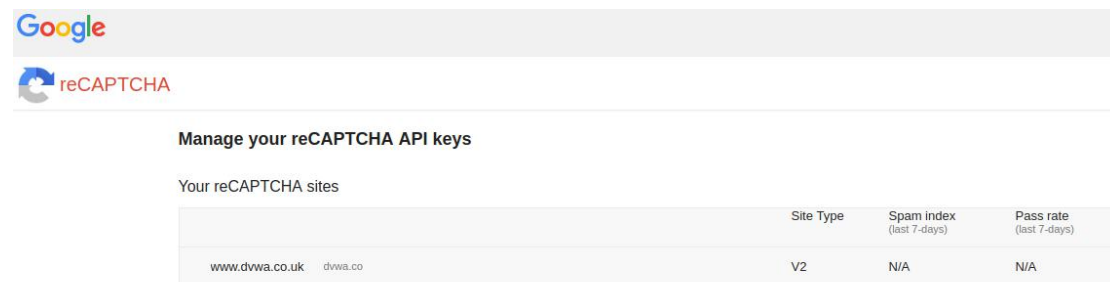 Google
reCAPTCHA
Manage your reCAPTCHA API keys
Your reCAPTCHA sites
Site Type Spam index Pass rate
(last 7-days) (last 7-days)
www.dvwa.co.uk dvwa.co V2 N/A N/A